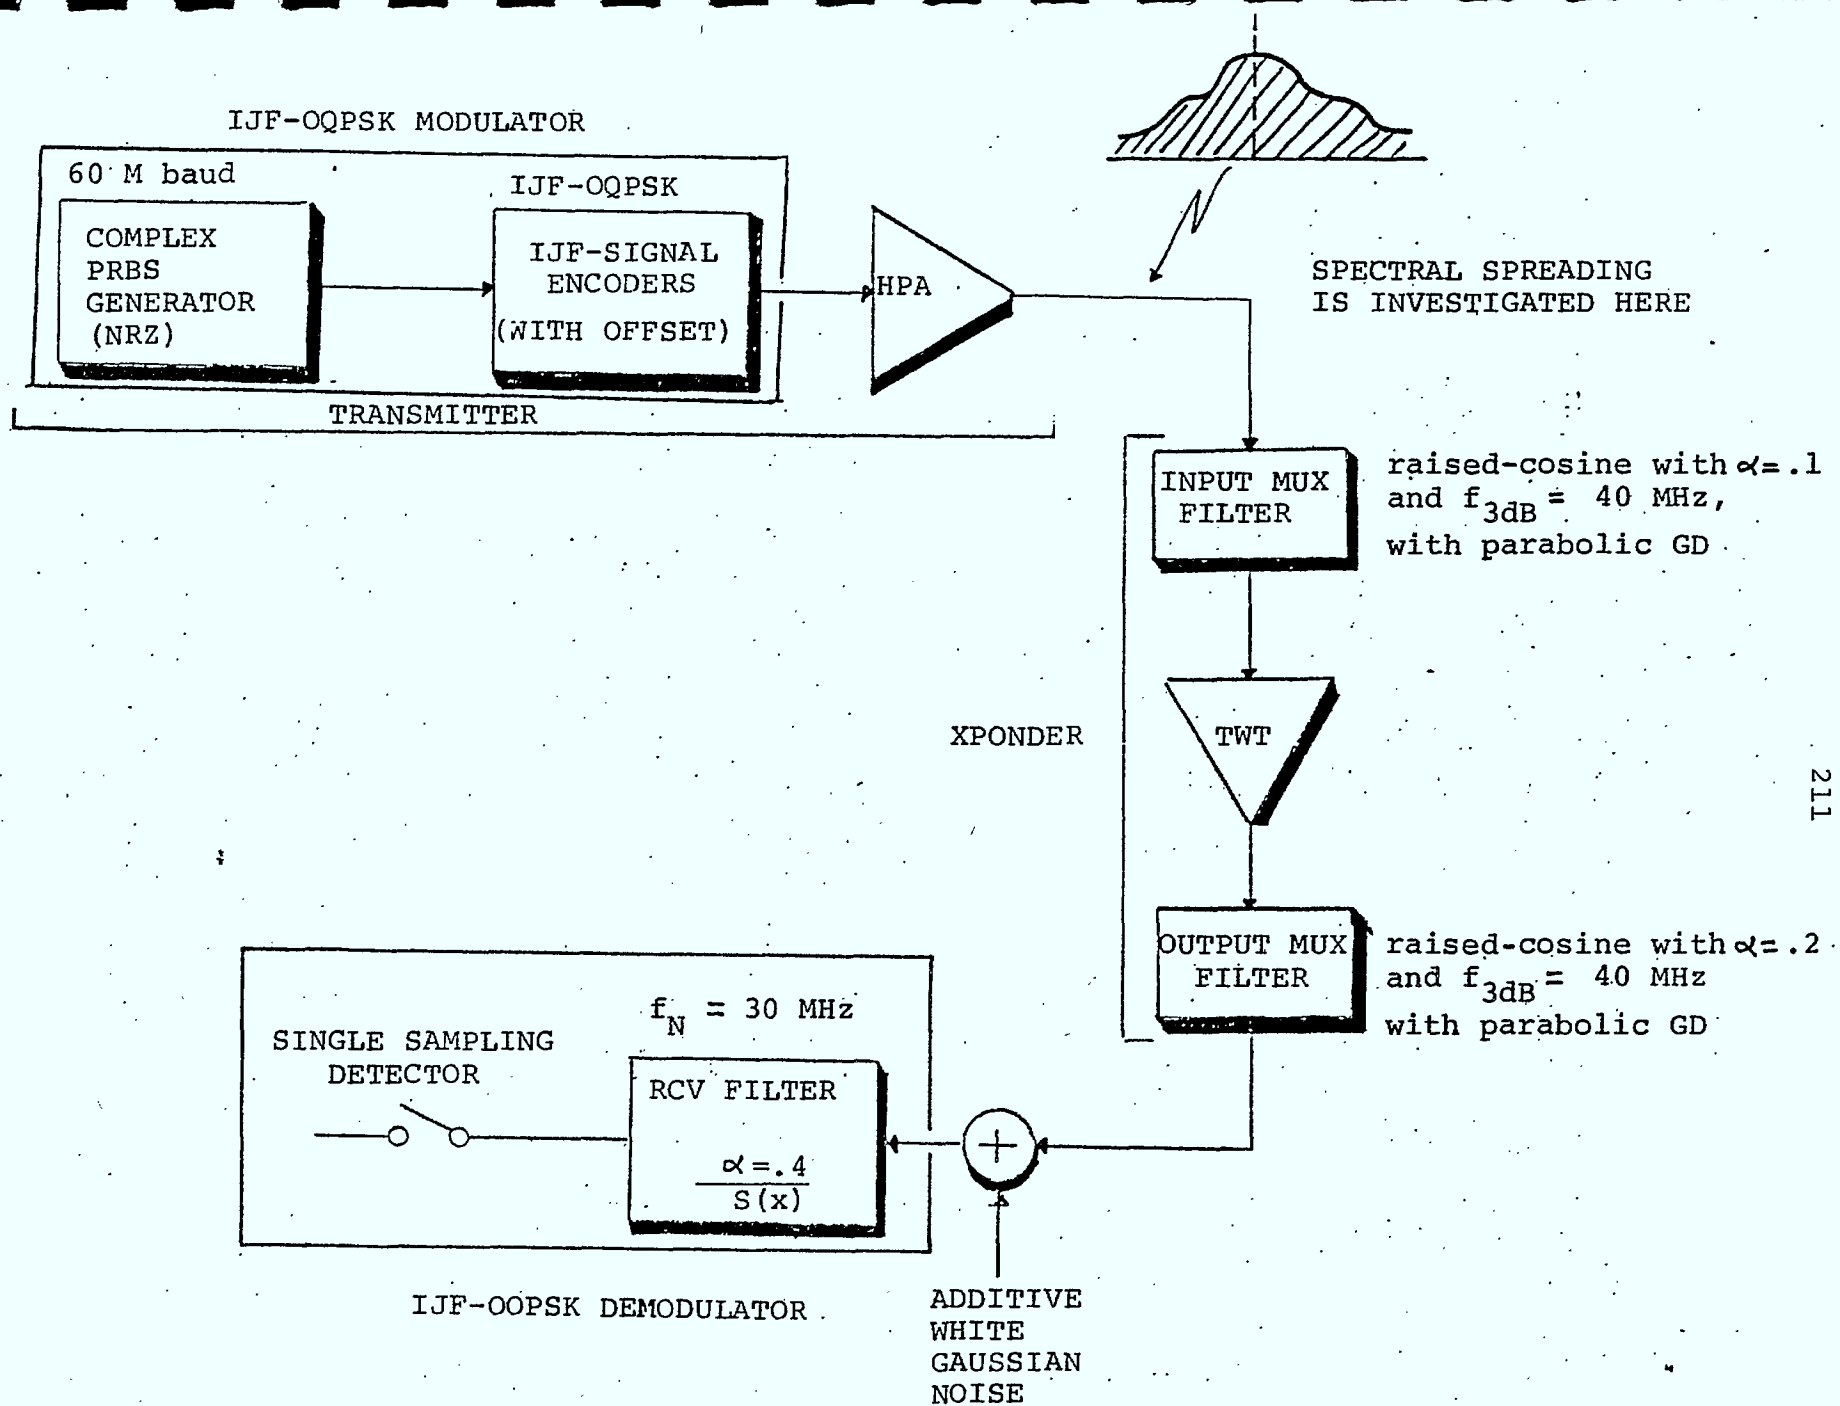 IJF-OQPSK MODULATOR
60 M baud
IJF-OQPSK
COMPLEX
PRBS
GENERATOR
(NRZ)
IJF-SIGNAL
ENCODERS
(WITH OFFSET)
HPA
TRANSMITTER
SPECTRAL SPREADING
IS INVESTIGATED HERE
INPUT MUX
FILTER
raised-cosine with α=.1
and f3dB = 40 MHz,
with parabolic GD
XPONDER
TWT
211
OUTPUT MUX
FILTER
raised-cosine with α=.2
and f3dB = 40 MHz
with parabolic GD
fN = 30 MHz
SINGLE SAMPLING
DETECTOR
RCV FILTER
α=.4
S(x)
+
IJF-OOPSK DEMODULATOR
ADDITIVE
WHITE
GAUSSIAN
NOISE